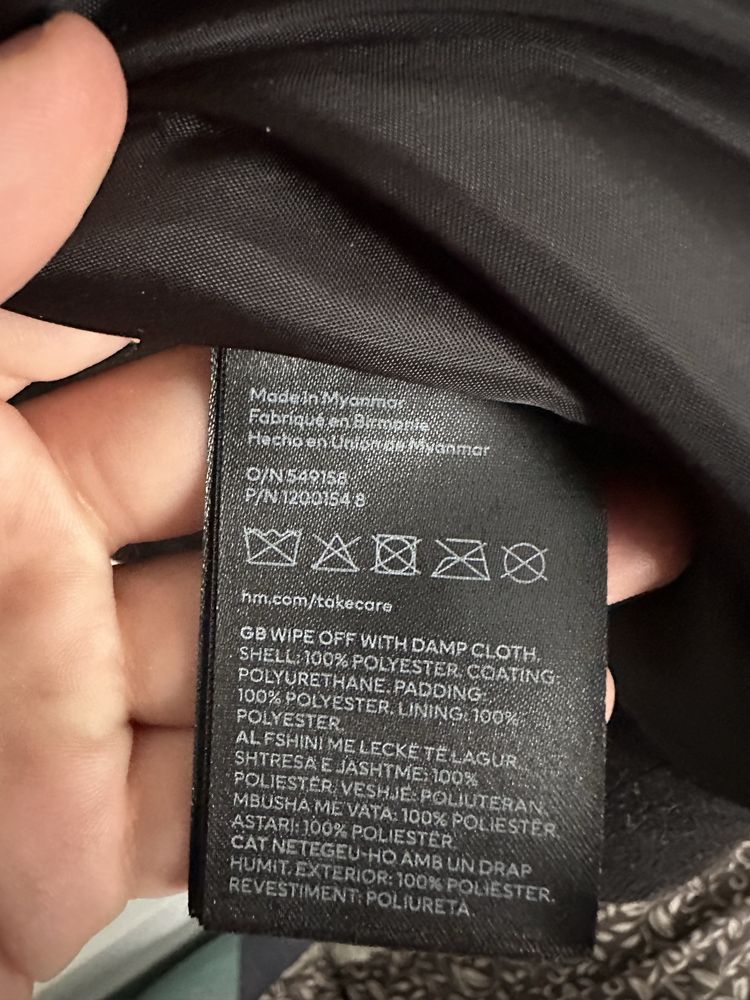 Made in Myanmar
Fabriqué en Birmanie
Hecho en Union de Myanmar
O/N 549158
P/N 1200154 8
hm.com/takecare
GB WIPE OFF WITH DAMP CLOTH.
SHELL: 100% POLYESTER. COATING:
POLYURETHANE. PADDING:
100% POLYESTER. LINING: 100%
POLYESTER.
AL FSHINI ME LECKË TË LAGUR.
SHTRESA E JASHTME: 100%
POLIESTËR. VESHJE: POLIUTERAN.
MBUSHA ME VATA: 100% POLIESTËR.
ASTARI: 100% POLIESTËR.
CAT NETEGEU-HO AMB UN DRAP
HUMIT. EXTERIOR: 100% POLIÈSTER.
REVESTIMENT: POLIURETÀ